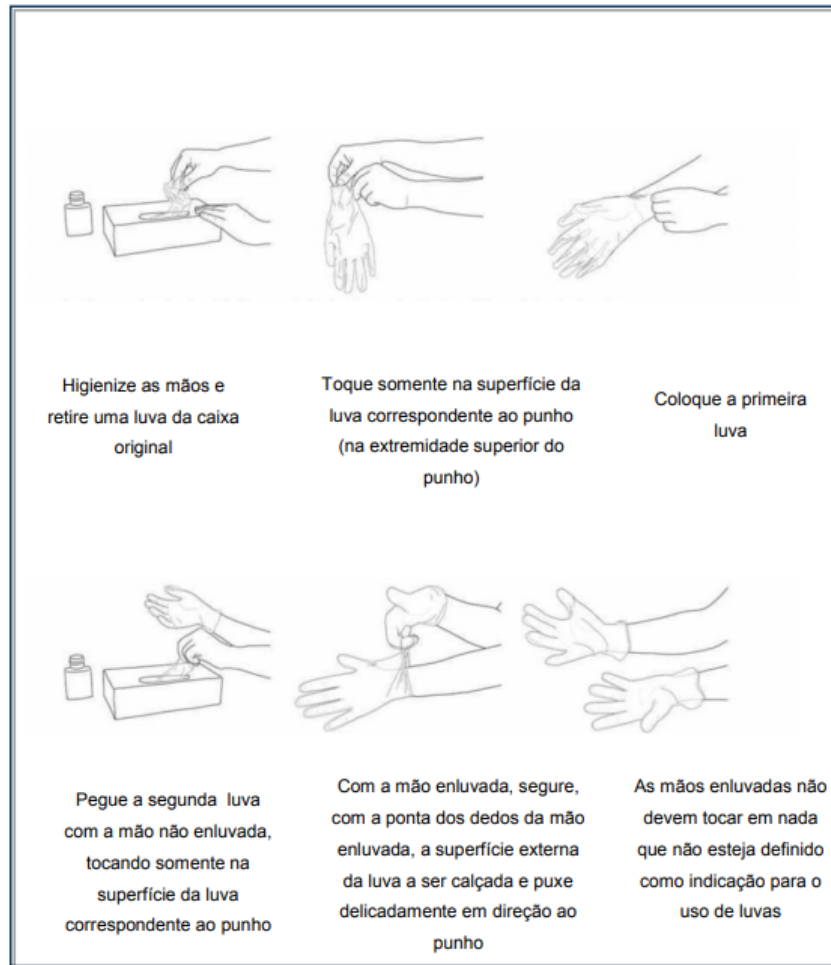 Higienize as mãos e
retire uma luva da caixa
original
Toque somente na superfície da
luva correspondente ao punho
(na extremidade superior do
punho)
Coloque a primeira
luva
Pegue a segunda luva
com a mão não enluvada,
tocando somente na
superfície da luva
correspondente ao punho
Com a mão enluvada, segure,
com a ponta dos dedos da mão
enluvada, a superfície externa
da luva a ser calçada e puxe
delicadamente em direção ao
punho
As mãos enluvadas não
devem tocar em nada
que não esteja definido
como indicação para o
uso de luvas